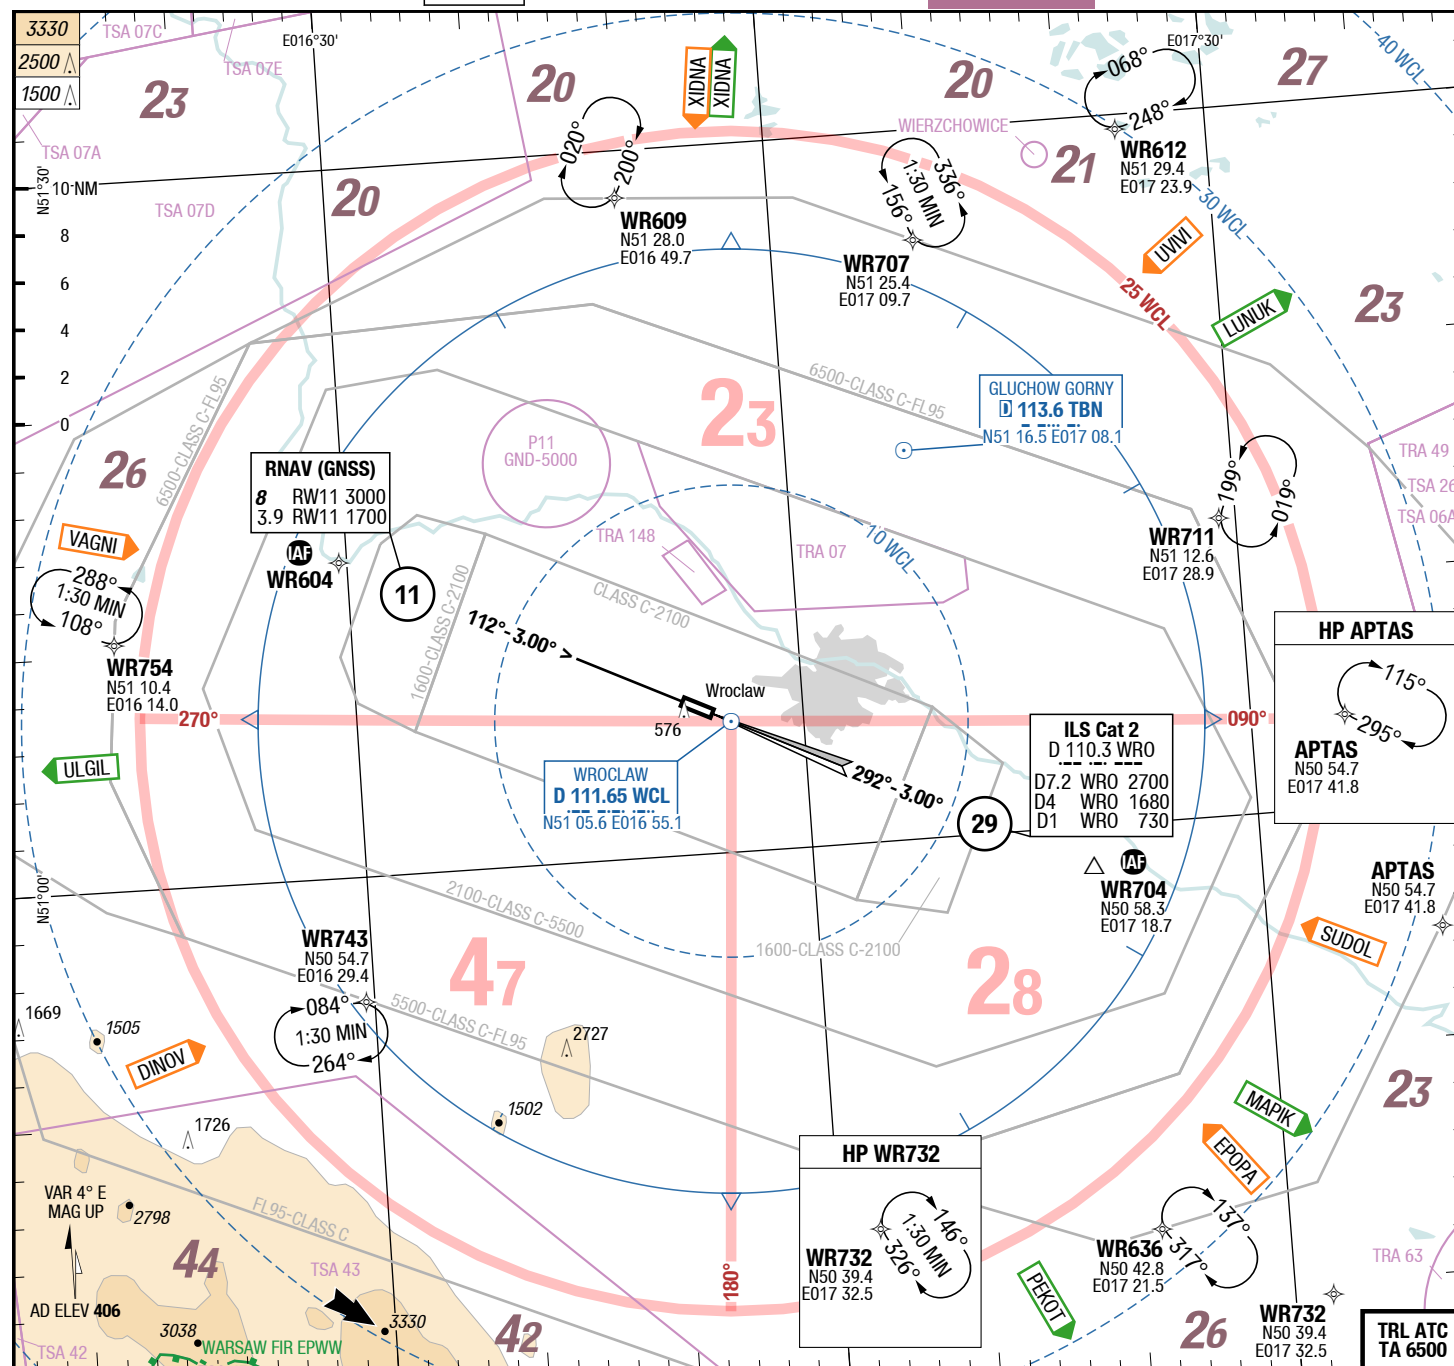 3330
2500
1500
TSA 07C
TSA 07E
23
TSA 07A
TSA 07D
E016°30'
E017°30'
20
20
XIDNA
XIDNA
20
27
40 WCL
068°
248°
WR612
N51 29.4
E017 23.9
WIERZCHOWICE
21
020°
200°
WR609
N51 28.0
E016 49.7
336°
1:30 MIN
156°
WR707
N51 25.4
E017 09.7
30 WCL
UVIVI
25 WCL
LUNUK
23
N51°30'
10 NM
8
6
4
2
0
6500-CLASS C-FL95
6500-CLASS C-FL95
23
GLUCHOW GORNY
D 113.6 TBN
N51 16.5 E017 08.1
P11
GND-5000
26
RNAV (GNSS)
8 RW11 3000
3.9 RW11 1700
IAF
WR604
11
TRA 148
TRA 07
10 WCL
TRA 49
TSA 26
TSA 06A
199°
019°
WR711
N51 12.6
E017 28.9
VAGNI
288°
1:30 MIN
108°
WR754
N51 10.4
E016 14.0
CLASS C-2100
1600-CLASS C-2100
112°-3.00° >
Wroclaw
576
270°
090°
HP APTAS
115°
295°
APTAS
N50 54.7
E017 41.8
ULGIL
WROCLAW
D 111.65 WCL
N51 05.6 E016 55.1
292°-3.00°
29
ILS Cat 2
D 110.3 WRO
D7.2 WRO 2700
D4 WRO 1680
D1 WRO 730
IAF
WR704
N50 58.3
E017 18.7
APTAS
N50 54.7
E017 41.8
SUDOL
N51°00'
2100-CLASS C-5500
1600-CLASS C-2100
WR743
N50 54.7
E016 29.4
084°
1:30 MIN
264°
5500-CLASS C-FL95
47
28
1669
1505
DINOV
2727
1502
1726
23
MAPIK
EPOPA
HP WR732
146°
1:30 MIN
326°
WR732
N50 39.4
E017 32.5
137°
317°
WR636
N50 42.8
E017 21.5
VAR 4° E
MAG UP
2798
FL95-CLASS C
44
TSA 43
AD ELEV 406
3038
3330
WARSAW FIR EPWW
TSA 42
42
180°
PEKOT
26
WR732
N50 39.4
E017 32.5
TRA 63
TRL ATC
TA 6500